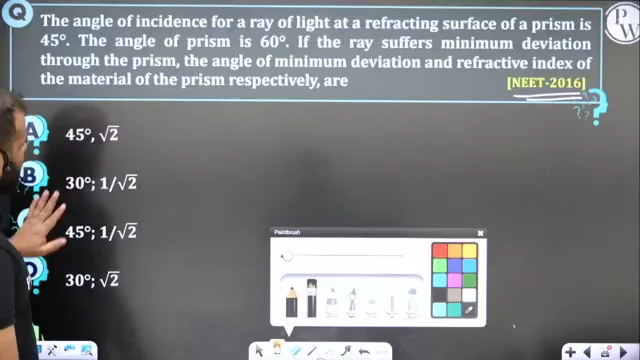 Q The angle of incidence for a ray of light at a refracting surface of a prism is
45°. The angle of prism is 60°. If the ray suffers minimum deviation
through the prism, the angle of minimum deviation and refractive index of
the material of the prism respectively, are [NEET-2016]
??
A 45°, √2
B 30°; 1/√2
45°; 1/√2
D 30°; √2
Paintbrush
P
W